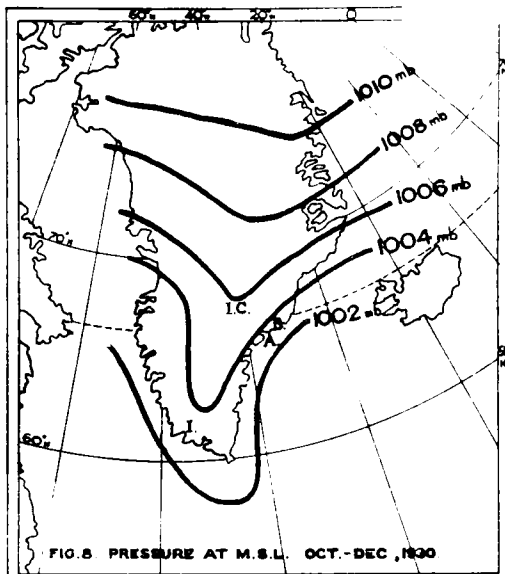 60°W 40°W 20°W 0
1010 mb
1008 mb
1006 mb
70°N
1004 mb
I.C.
B.
A.
1002 mb
I.
60°N
FIG.8 PRESSURE AT M.S.L. OCT.-DEC., 1930